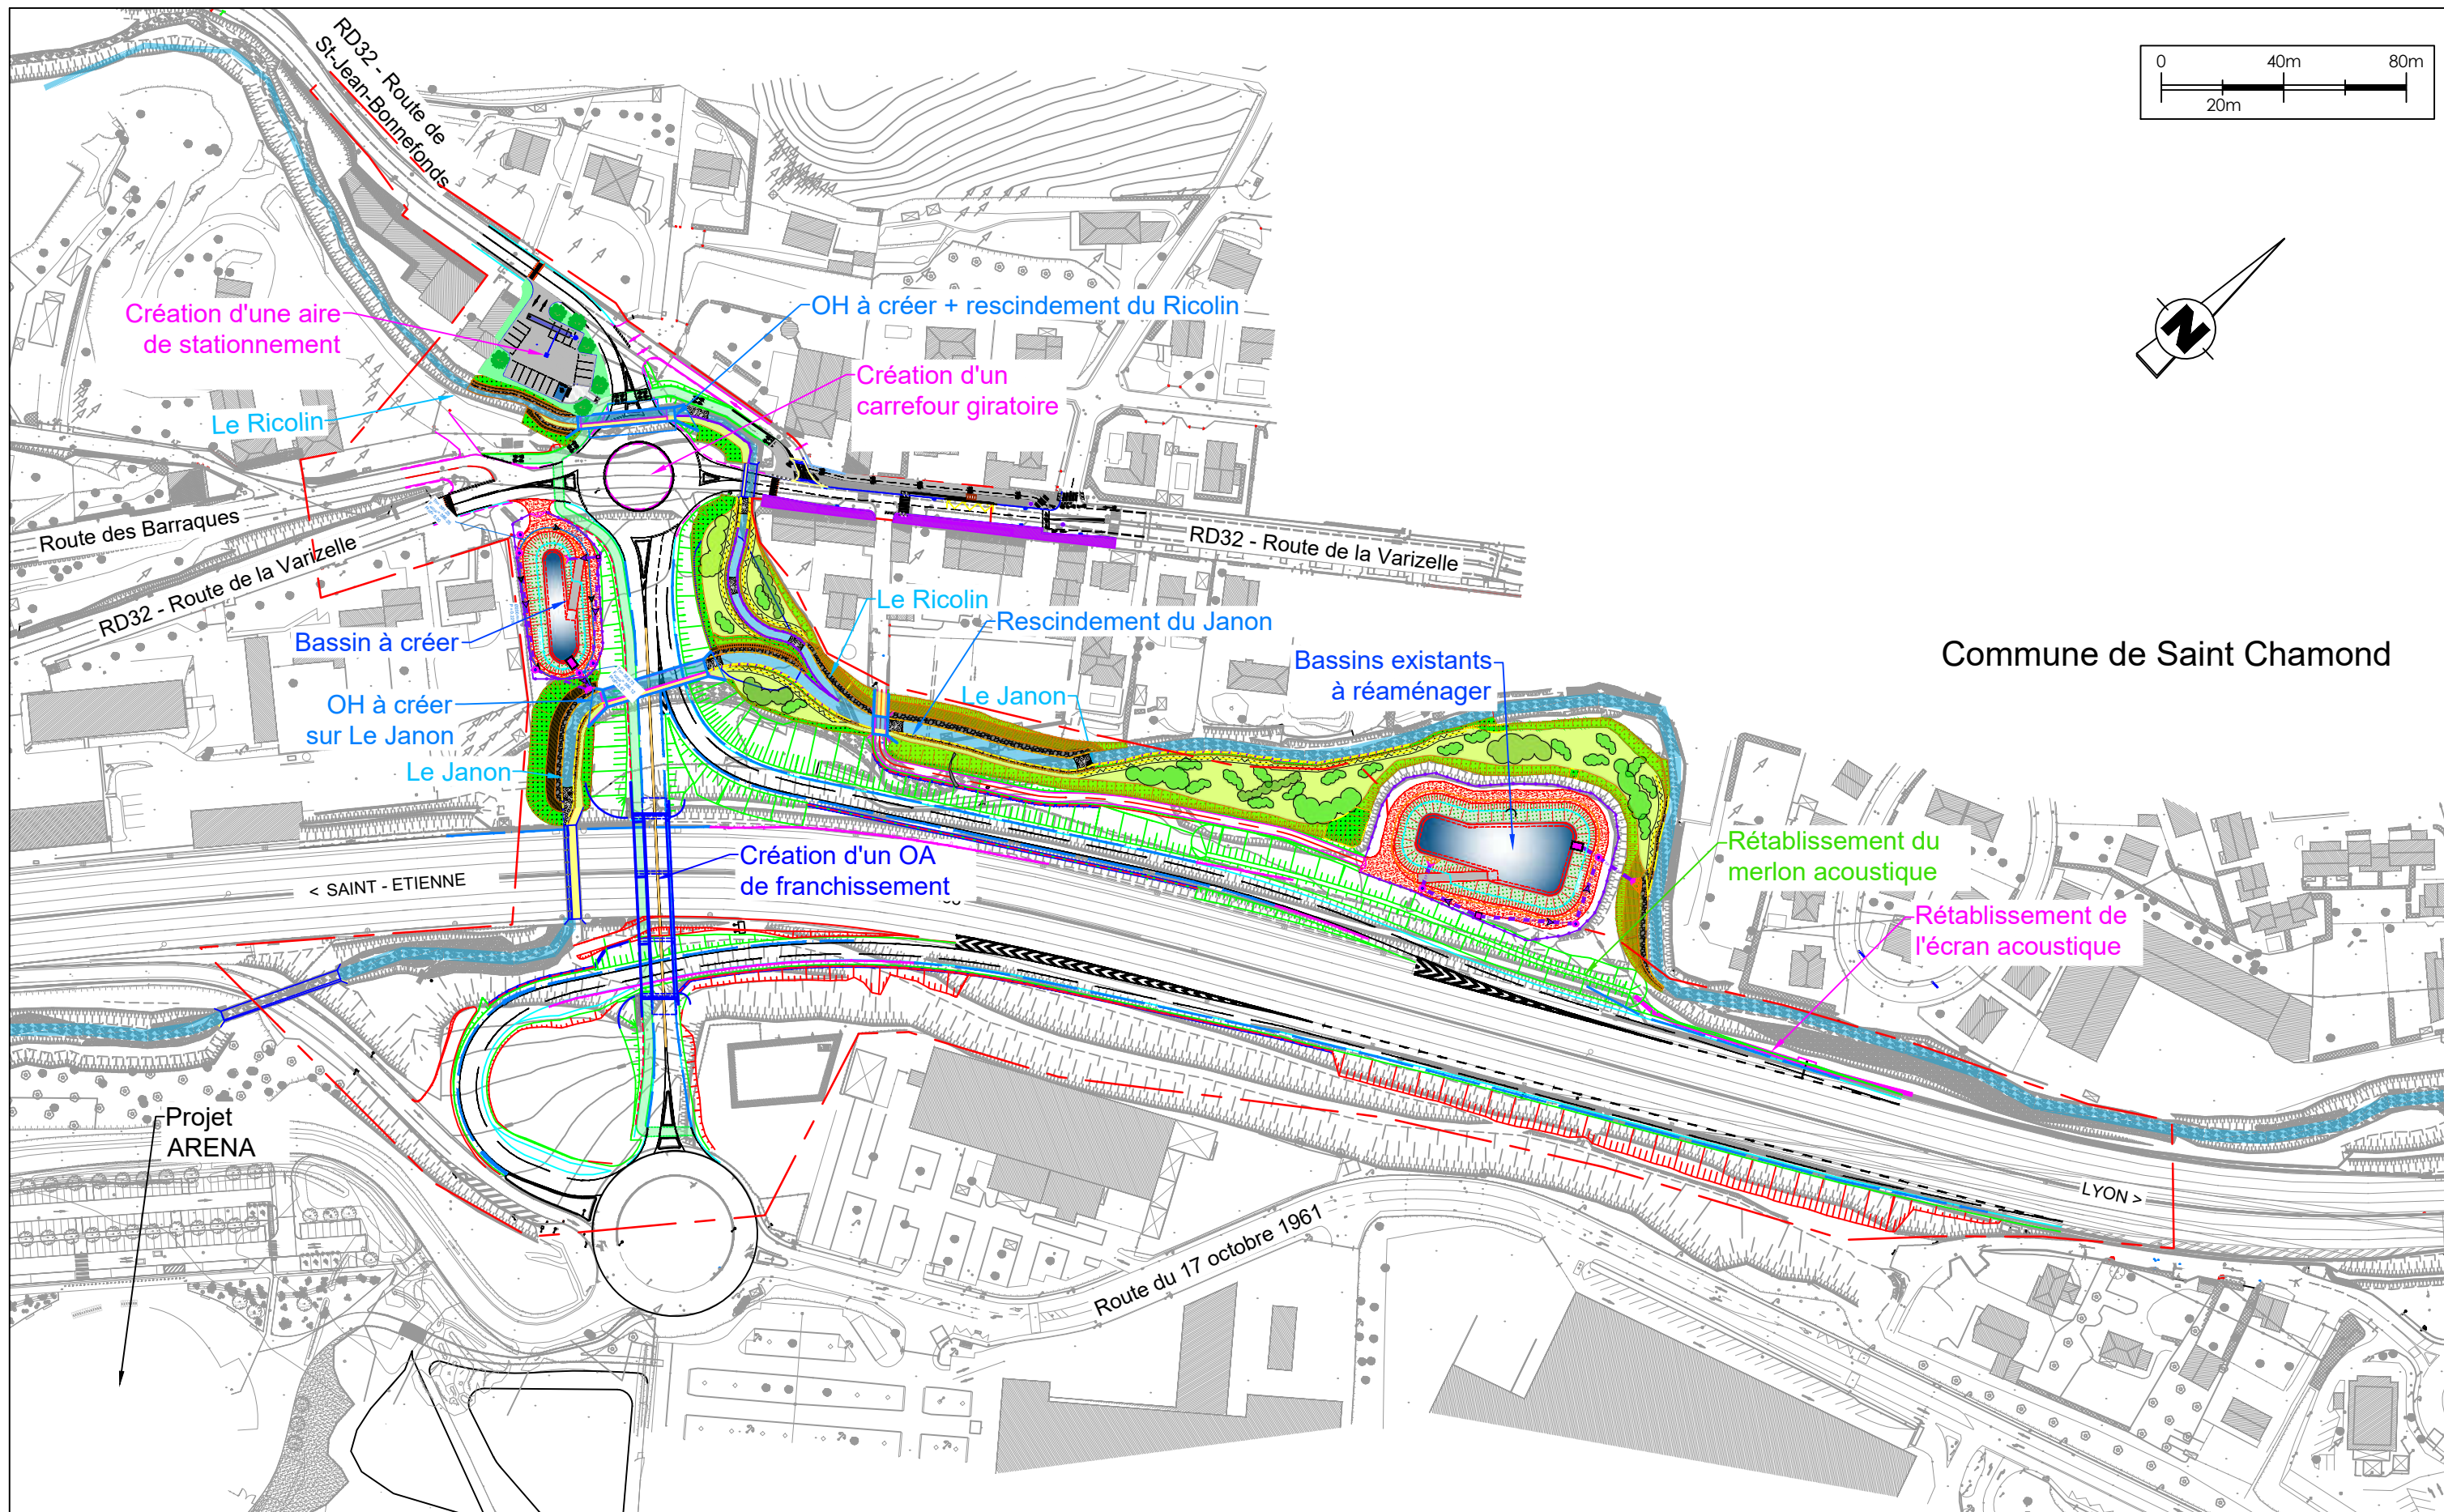 RD32 - Route de
St-Jean-Bonnefonds
0
40m
80m
20m
N
Création d'une aire
de stationnement
OH à créer + rescindement du Ricolin
Création d'un
carrefour giratoire
Le Ricolin
Route des Barraques
RD32 - Route de la Varizelle
RD32 - Route de la Varizelle
Bassin à créer
Le Ricolin
Rescindement du Janon
Commune de Saint Chamond
Bassins existants
à réaménager
Le Janon
OH à créer
sur Le Janon
Le Janon
Création d'un OA
de franchissement
Rétablissement du
merlon acoustique
< SAINT - ETIENNE
Rétablissement de
l'écran acoustique
Projet
ARENA
LYON >
Route du 17 octobre 1961